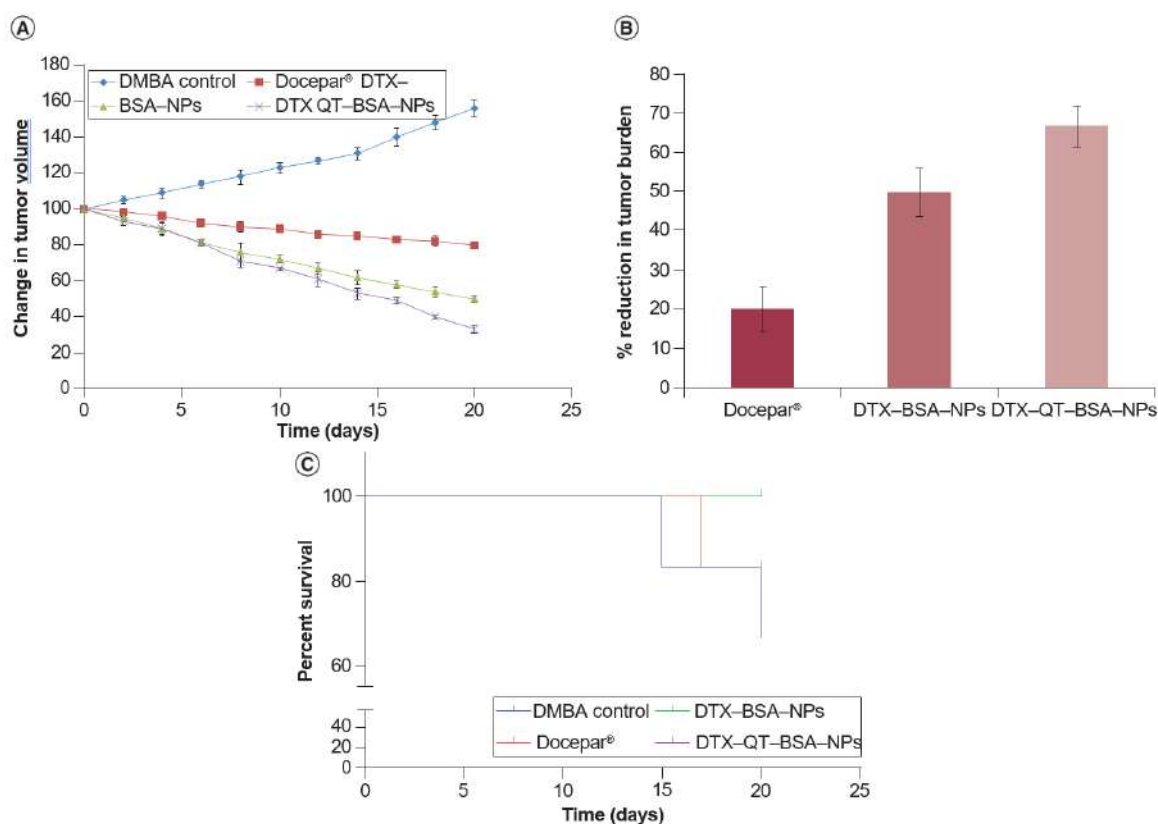 A
Change in tumor volume
180
160
140
120
100
80
60
40
20
0
DMBA control
Docepar® DTX–
BSA–NPs
DTX QT–BSA–NPs
0 5 10 15 20 25
Time (days)
B
% reduction in tumor burden
80
70
60
50
40
30
20
10
0
Docepar® DTX–BSA–NPs DTX–QT–BSA–NPs
C
Percent survival
100
80
60
40
20
0
DMBA control
DTX–BSA–NPs
Docepar®
DTX–QT–BSA–NPs
0 5 10 15 20 25
Time (days)